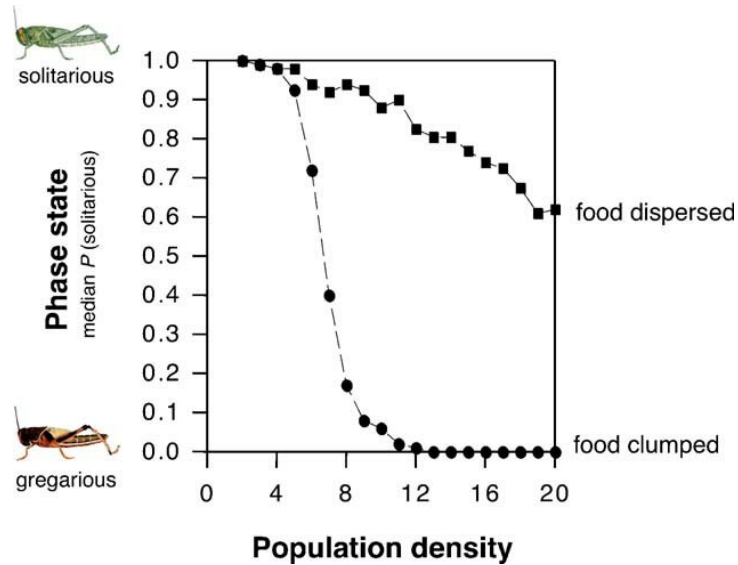 solitarious
Phase state
median P (solitarious)
gregarious
1.0
0.9
0.8
0.7
0.6
0.5
0.4
0.3
0.2
0.1
0.0
food dispersed
food clumped
0 4 8 12 16 20
Population density